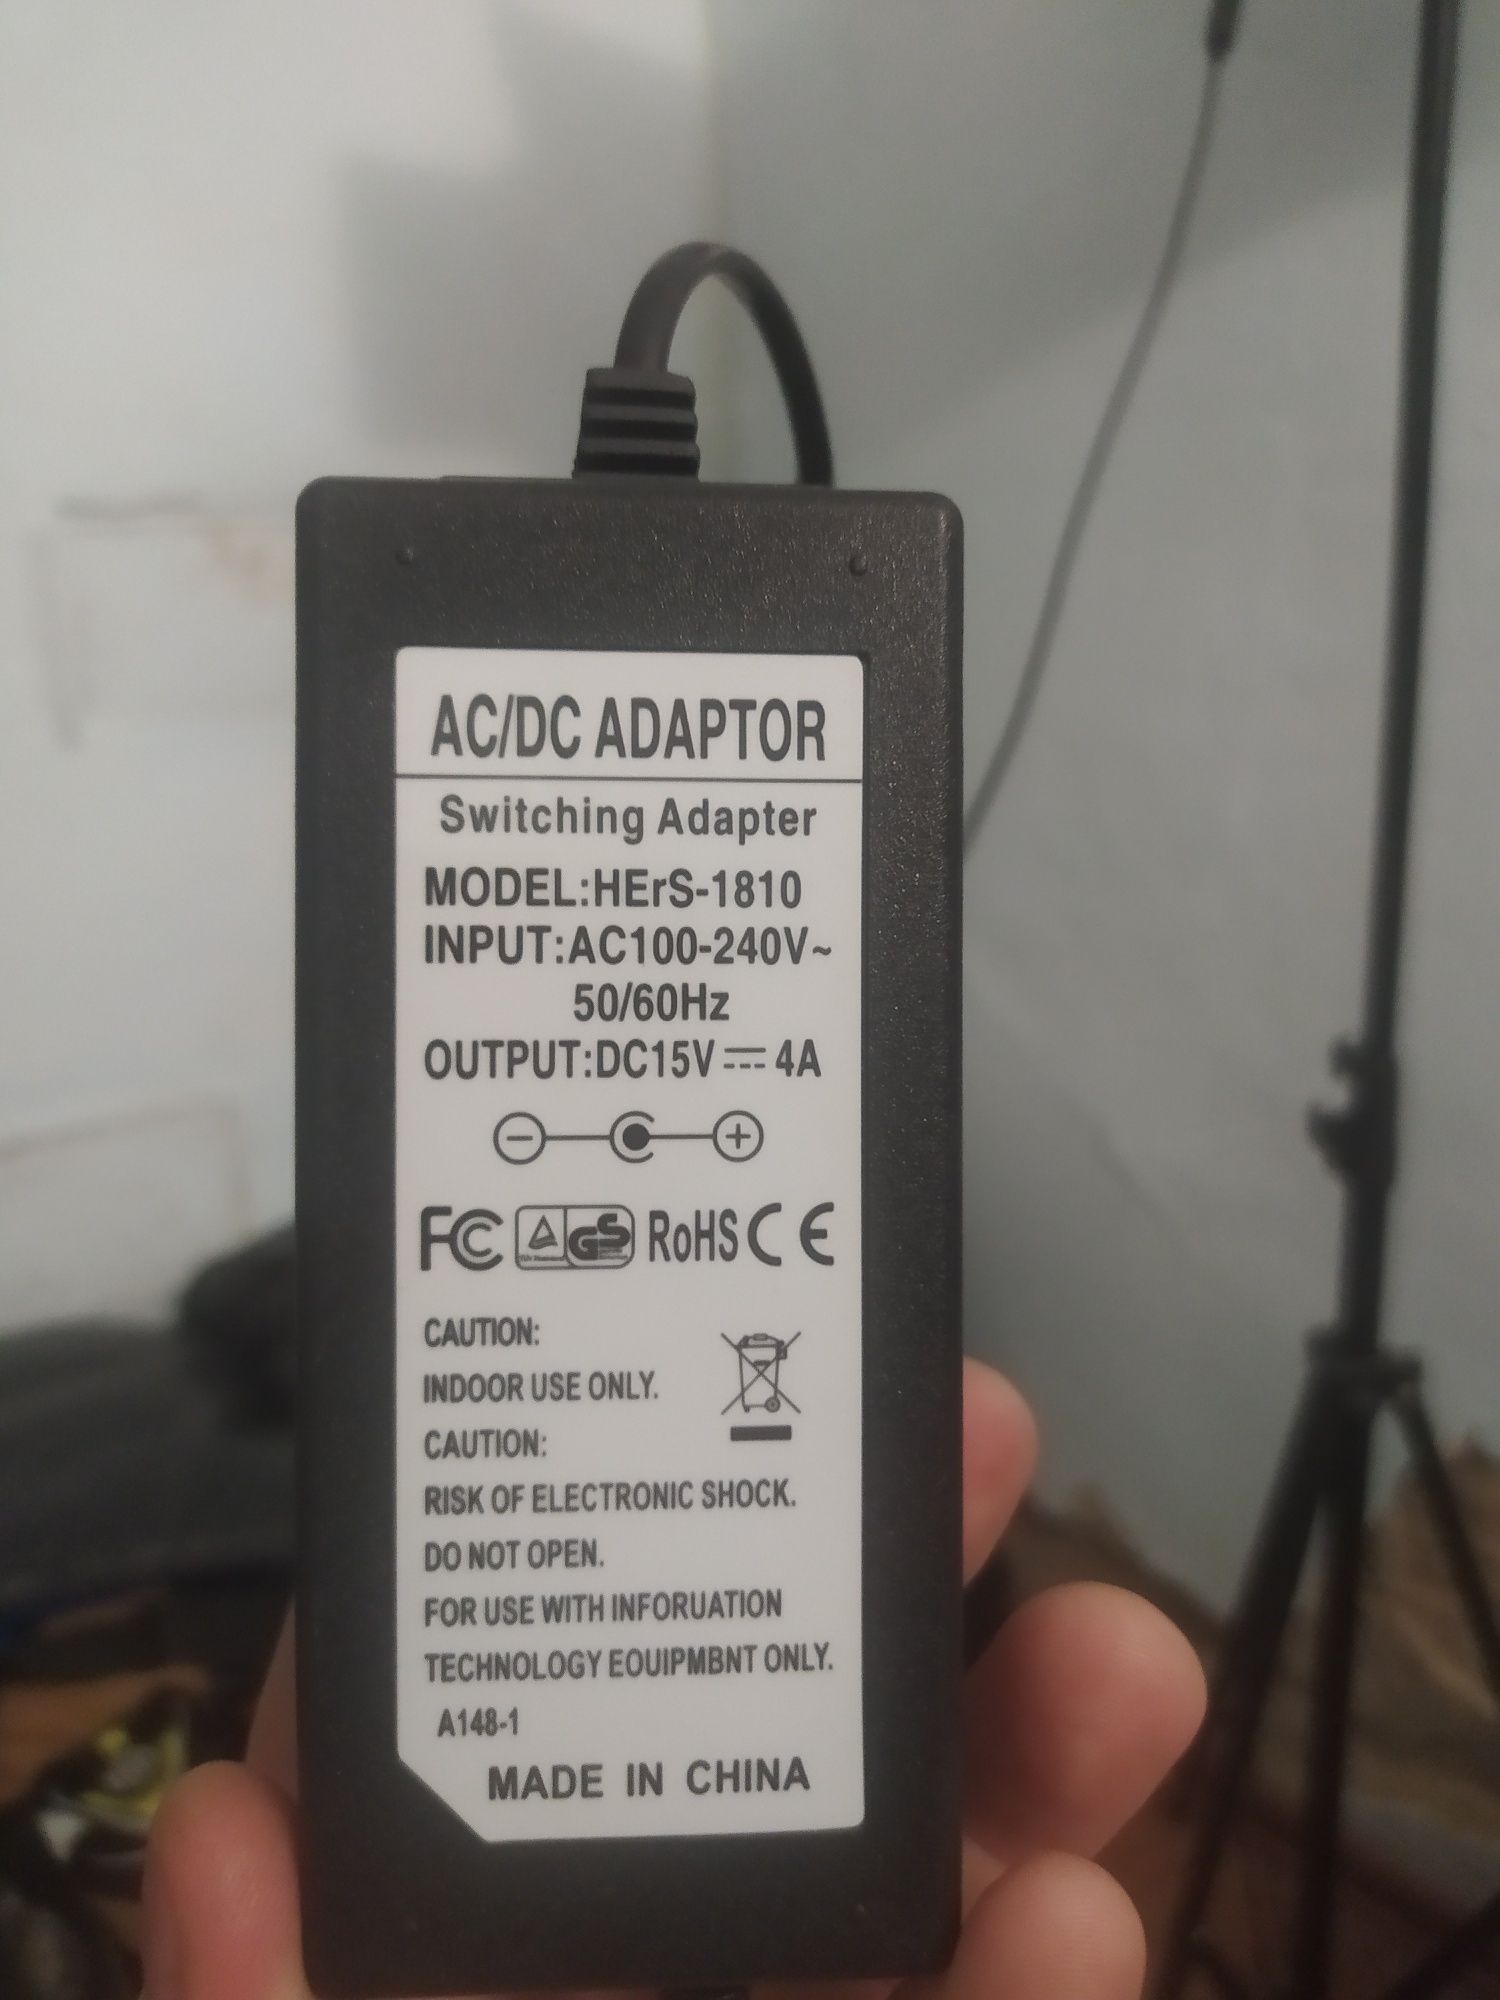 AC/DC ADAPTOR
Switching Adapter
MODEL:HErS-1810
INPUT:AC100-240V~
50/60Hz
OUTPUT:DC15V⎓4A
FC GS RoHS CE
CAUTION:
INDOOR USE ONLY.
CAUTION:
RISK OF ELECTRONIC SHOCK.
DO NOT OPEN.
FOR USE WITH INFORUATION
TECHNOLOGY EOUIPMBNT ONLY.
A148-1
MADE IN CHINA